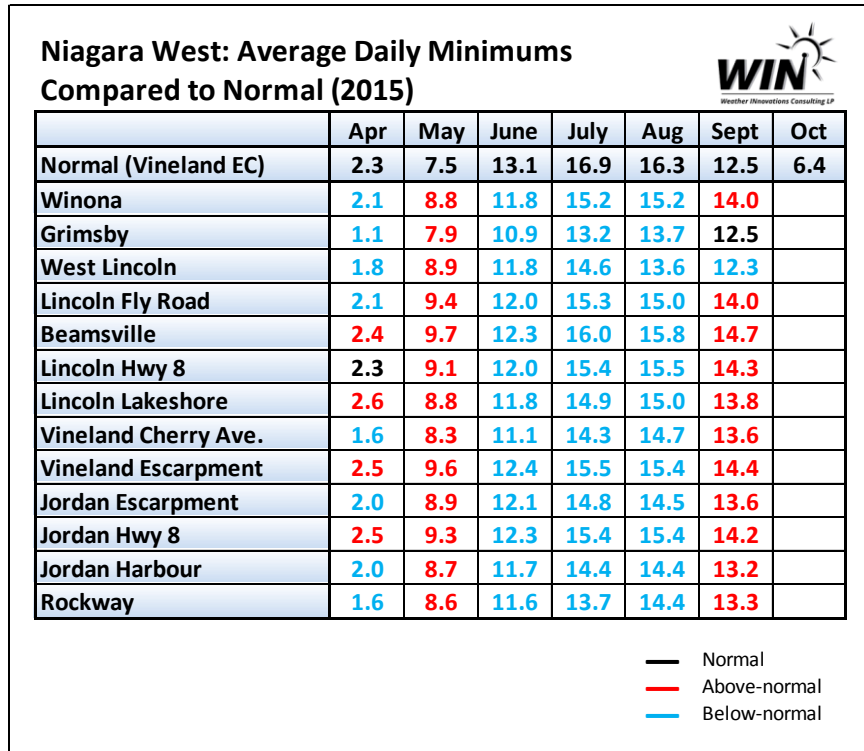 Niagara West: Average Daily Minimums
Compared to Normal (2015)
WIN
Weather INnovations Consulting LP
Apr May June July Aug Sept Oct
Normal (Vineland EC) 2.3 7.5 13.1 16.9 16.3 12.5 6.4
Winona 2.1 8.8 11.8 15.2 15.2 14.0
Grimsby 1.1 7.9 10.9 13.2 13.7 12.5
West Lincoln 1.8 8.9 11.8 14.6 13.6 12.3
Lincoln Fly Road 2.1 9.4 12.0 15.3 15.0 14.0
Beamsville 2.4 9.7 12.3 16.0 15.8 14.7
Lincoln Hwy 8 2.3 9.1 12.0 15.4 15.5 14.3
Lincoln Lakeshore 2.6 8.8 11.8 14.9 15.0 13.8
Vineland Cherry Ave. 1.6 8.3 11.1 14.3 14.7 13.6
Vineland Escarpment 2.5 9.6 12.4 15.5 15.4 14.4
Jordan Escarpment 2.0 8.9 12.1 14.8 14.5 13.6
Jordan Hwy 8 2.5 9.3 12.3 15.4 15.4 14.2
Jordan Harbour 2.0 8.7 11.7 14.4 14.4 13.2
Rockway 1.6 8.6 11.6 13.7 14.4 13.3
Normal
Above-normal
Below-normal